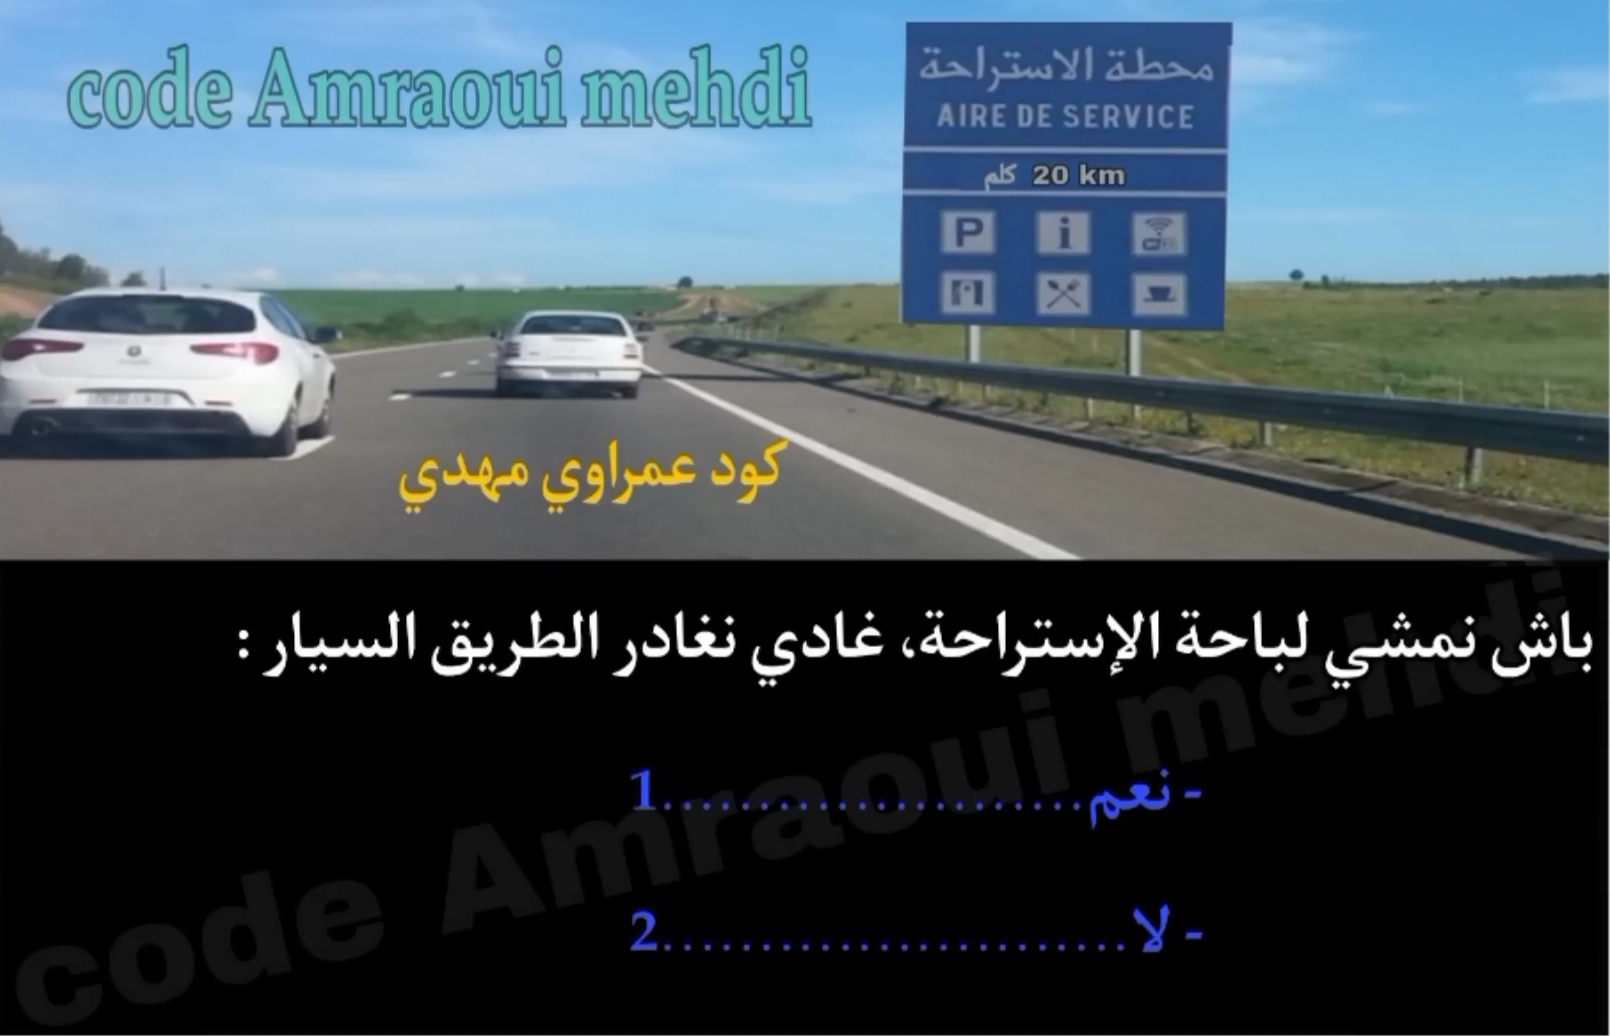 code Amraoui mehdi
محطة الاستراحة
AIRE DE SERVICE
20 km كلم
P i WiFi
كود عمراوي مهدي
باش نمشي لباحة الإستراحة، غادي نغادر الطريق السيار :
- نعم......................1
- لا........................2
code Amraoui mehdi